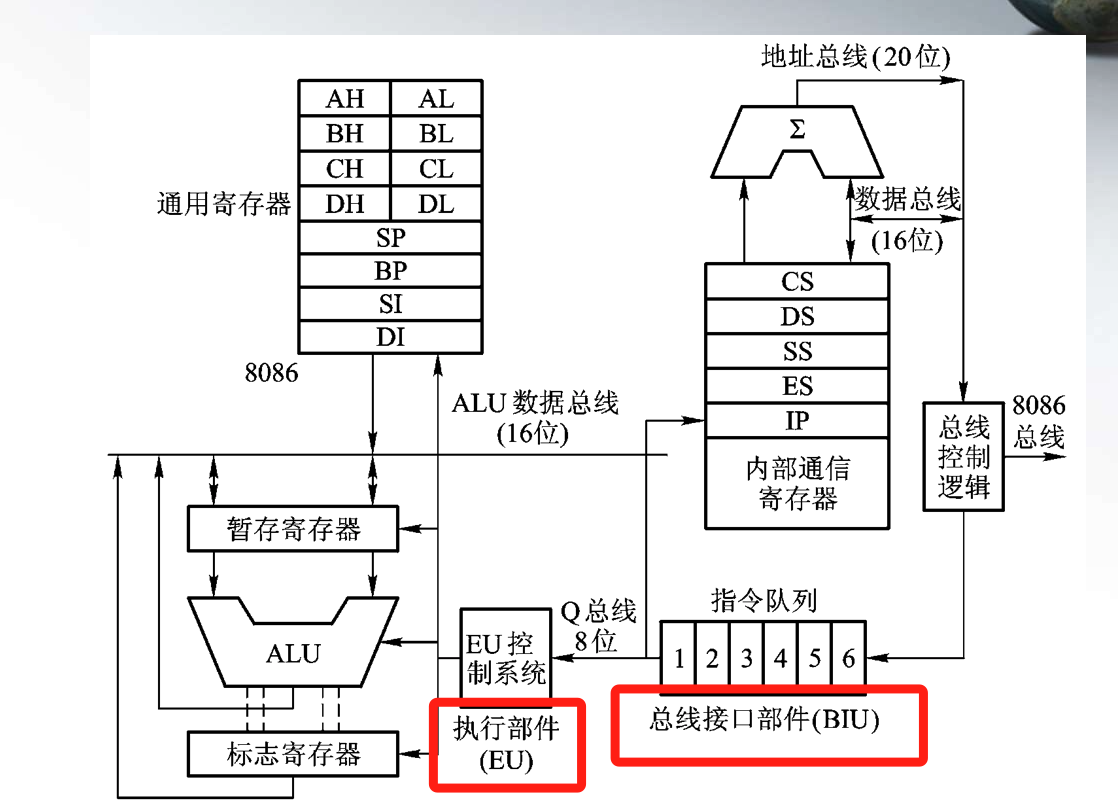 地址总线(20位)
AH AL
BH BL
CH CL
DH DL
SP
BP
SI
DI
通用寄存器
8086
Σ
数据总线
(16位)
CS
DS
SS
ES
IP
内部通信
寄存器
ALU数据总线
(16位)
总线
控制
逻辑
8086
总线
暂存寄存器
ALU
标志寄存器
EU控
制系统
Q总线
8位
指令队列
1 2 3 4 5 6
执行部件
(EU)
总线接口部件(BIU)